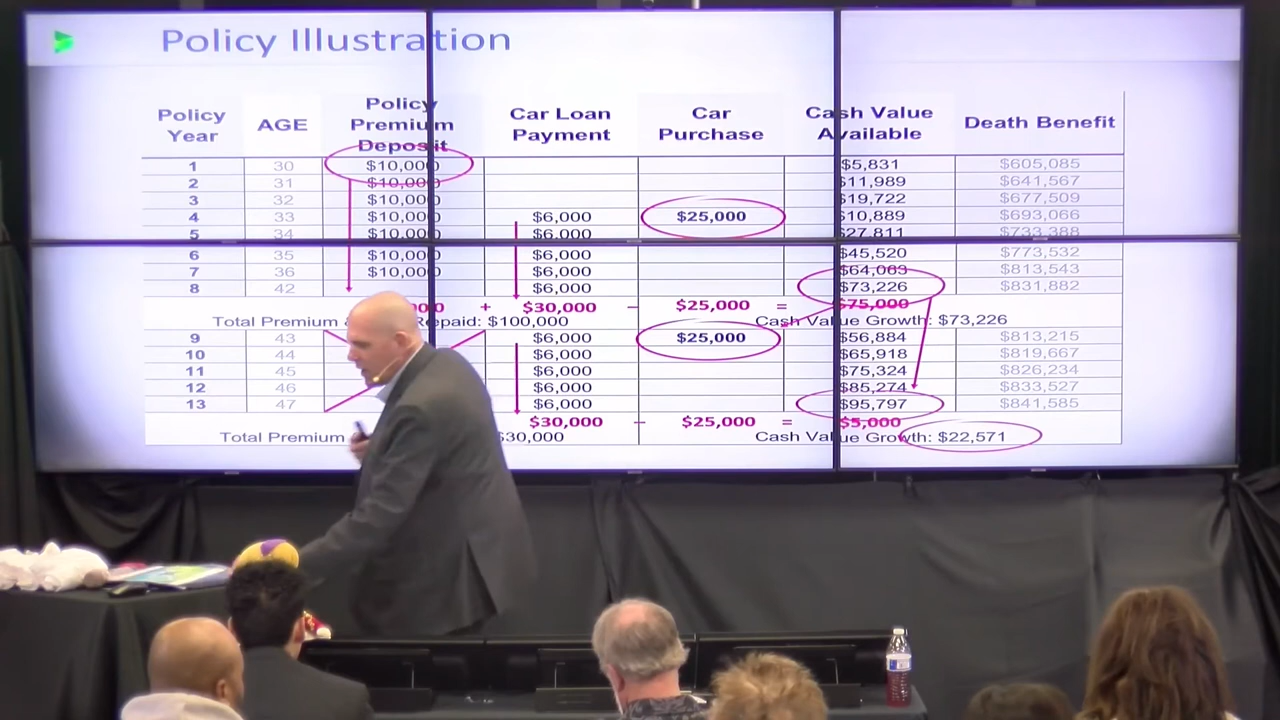 Policy Illustration
Policy Year AGE Policy Premium Deposit Car Loan Payment Car Purchase Cash Value Available Death Benefit
1 30 $10,000 $5,831 $605,085
2 31 $10,000 $11,989 $641,567
3 32 $10,000 $19,722 $677,509
4 33 $10,000 $6,000 $25,000 $10,889 $693,066
5 34 $10,000 $6,000 $27,811 $733,388
6 35 $10,000 $6,000 $45,520 $773,532
7 36 $10,000 $6,000 $64,063 $813,543
8 42 $6,000 $73,226 $831,882
+ $30,000 – $25,000 = $75,000
Total Premium Repaid: $100,000 Cash Value Growth: $73,226
9 43 $6,000 $25,000 $56,884 $813,215
10 44 $6,000 $65,918 $819,667
11 45 $6,000 $75,324 $826,234
12 46 $6,000 $85,274 $833,527
13 47 $6,000 $95,797 $841,585
$30,000 – $25,000 = $5,000
Total Premium $30,000 Cash Value Growth: $22,571